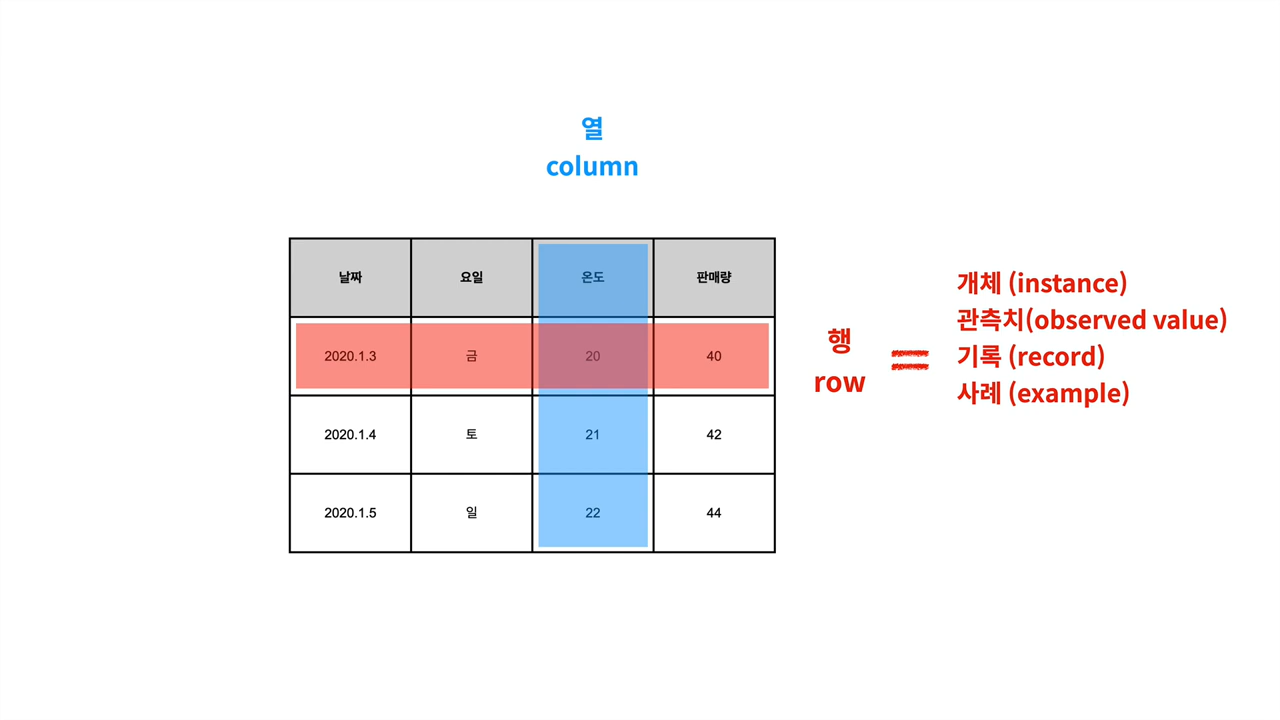 열
column
날짜 요일 온도 판매량
2020.1.3 금 20 40
2020.1.4 토 21 42
2020.1.5 일 22 44
행
row
=
개체 (instance)
관측치(observed value)
기록 (record)
사례 (example)